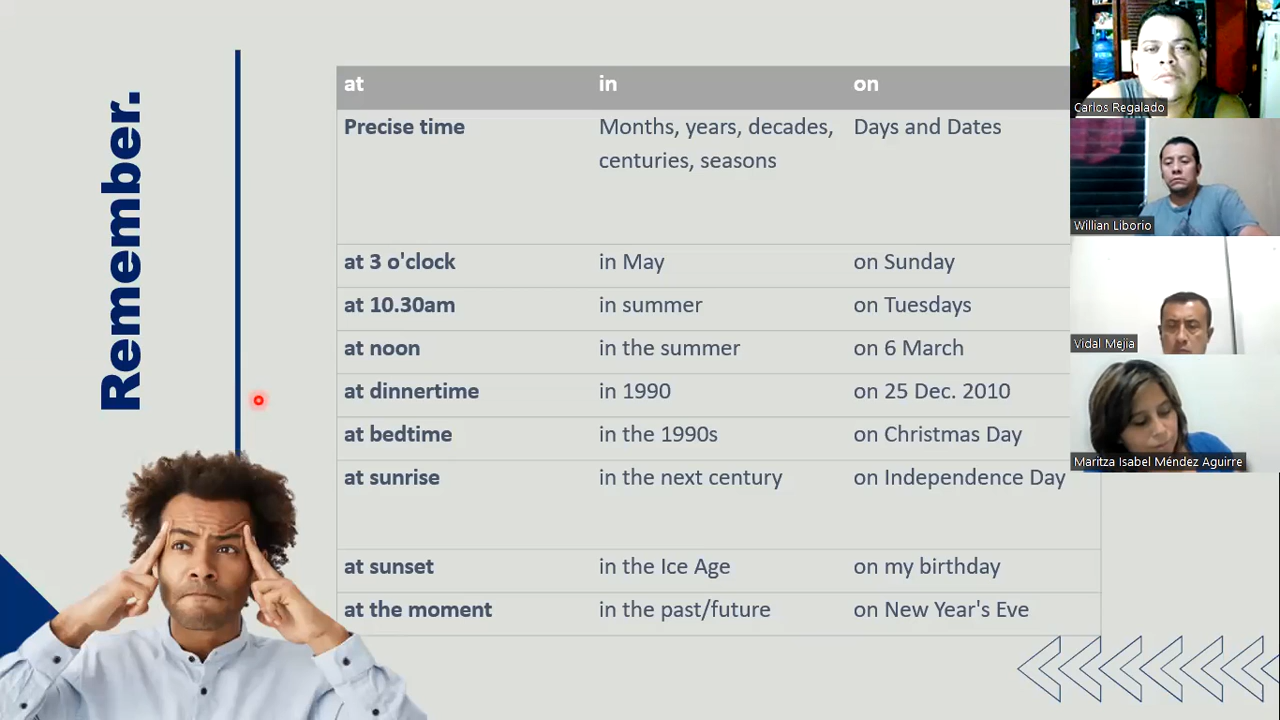 Remember.
at in on
Precise time Months, years, decades, Days and Dates
centuries, seasons
at 3 o'clock in May on Sunday
at 10.30am in summer on Tuesdays
at noon in the summer on 6 March
at dinnertime in 1990 on 25 Dec. 2010
at bedtime in the 1990s on Christmas Day
at sunrise in the next century on Independence Day
at sunset in the Ice Age on my birthday
at the moment in the past/future on New Year's Eve
Carlos Regalado
Willian Liborio
Vidal Mejia
Maritza Isabel Méndez Aguirre